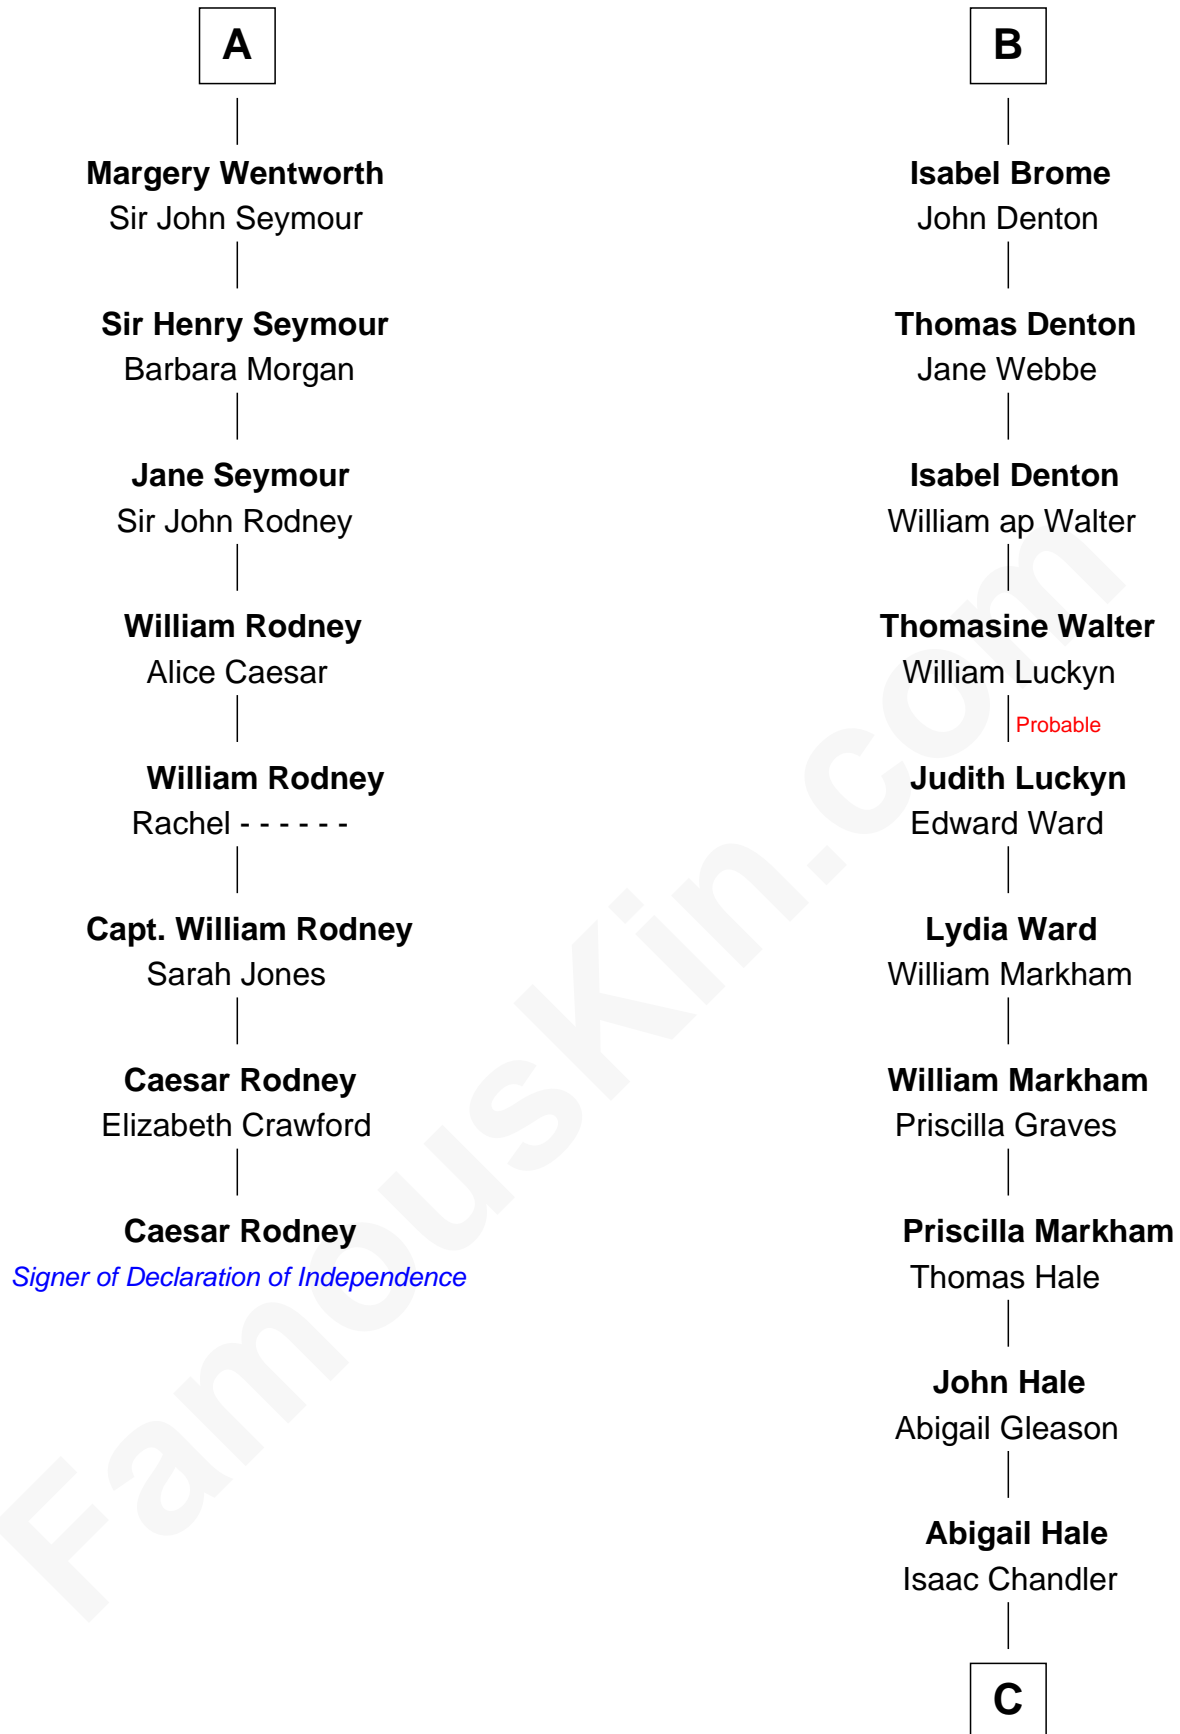 A
Margery Wentworth
Sir John Seymour
Sir Henry Seymour
Barbara Morgan
Jane Seymour
Sir John Rodney
William Rodney
Alice Caesar
William Rodney
Rachel - - - - - -
Capt. William Rodney
Sarah Jones
Caesar Rodney
Elizabeth Crawford
Caesar Rodney
Signer of Declaration of Independence
B
Isabel Brome
John Denton
Thomas Denton
Jane Webbe
Isabel Denton
William ap Walter
Thomasine Walter
William Luckyn
Probable
Judith Luckyn
Edward Ward
Lydia Ward
William Markham
William Markham
Priscilla Graves
Priscilla Markham
Thomas Hale
John Hale
Abigail Gleason
Abigail Hale
Isaac Chandler
C
FamousKin.com